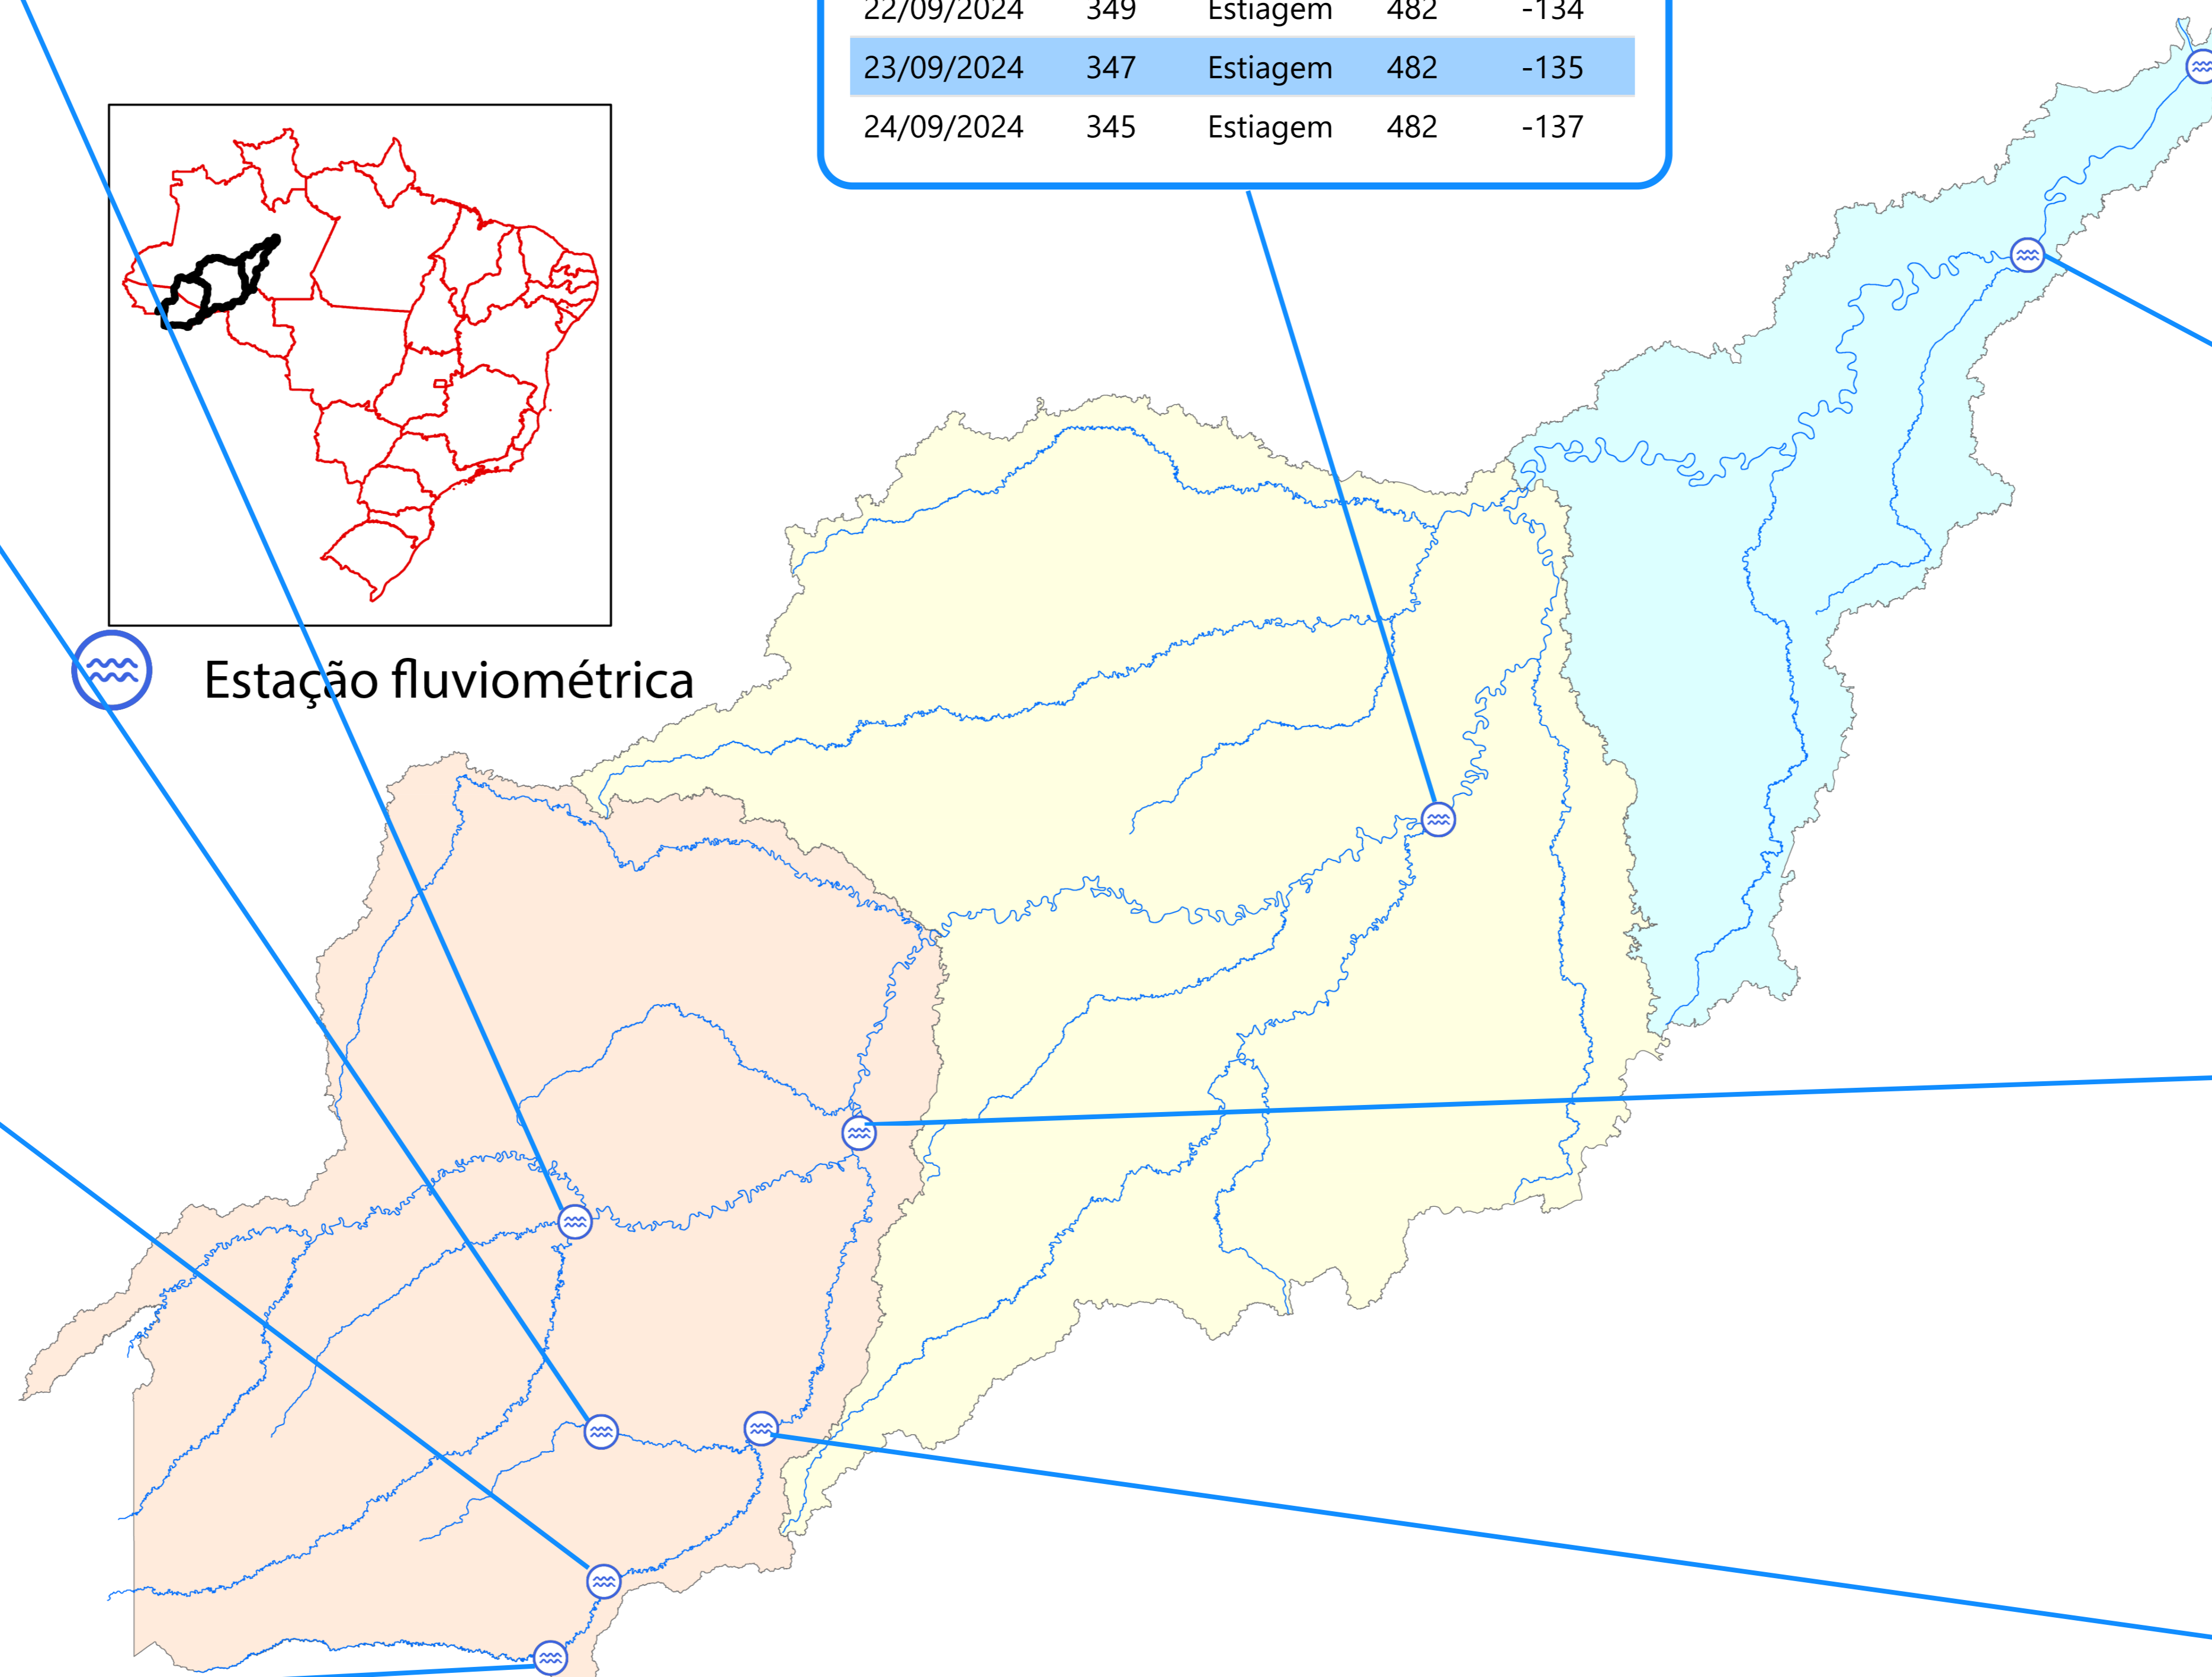 22/09/2024 349 Estiagem 482 -134
23/09/2024 347 Estiagem 482 -135
24/09/2024 345 Estiagem 482 -137
Estação fluviométrica